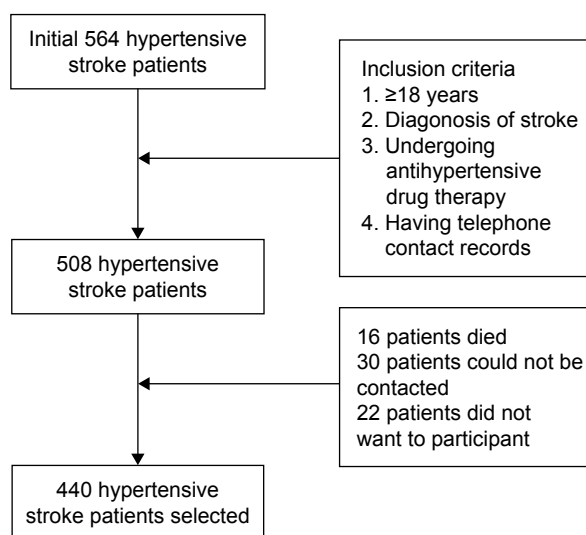 Initial 564 hypertensive
stroke patients
Inclusion criteria
1. ≥18 years
2. Diagonosis of stroke
3. Undergoing
antihypertensive
drug therapy
4. Having telephone
contact records
508 hypertensive
stroke patients
16 patients died
30 patients could not be
contacted
22 patients did not
want to participant
440 hypertensive
stroke patients selected